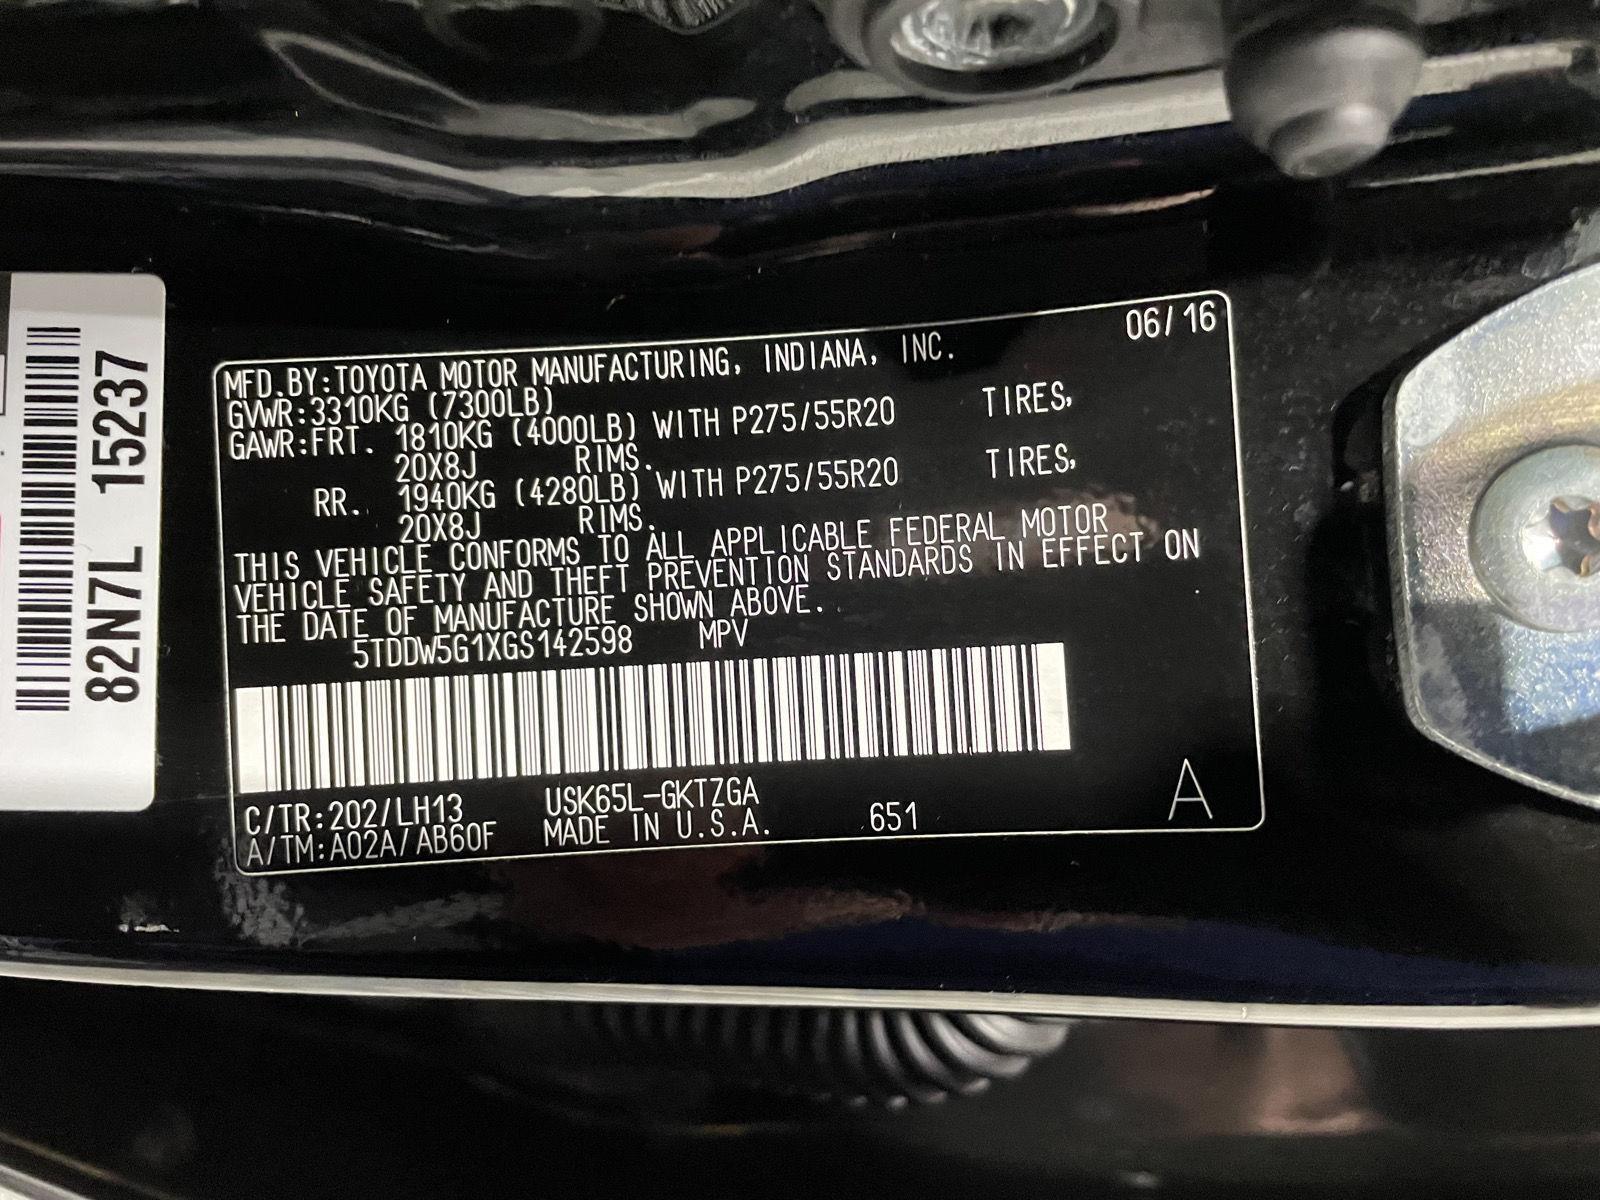 82N7L 15237
06/16
MFD.BY:TOYOTA MOTOR MANUFACTURING, INDIANA, INC.
GVWR:3310KG (7300LB)
GAWR:FRT. 1810KG (4000LB) WITH P275/55R20 TIRES,
20X8J RIMS.
RR. 1940KG (4280LB) WITH P275/55R20 TIRES,
20X8J RIMS.
THIS VEHICLE CONFORMS TO ALL APPLICABLE FEDERAL MOTOR
VEHICLE SAFETY AND THEFT PREVENTION STANDARDS IN EFFECT ON
THE DATE OF MANUFACTURE SHOWN ABOVE.
5TDDW5G1XGS142598 MPV
C/TR:202/LH13 USK65L-GKTZGA
A/TM:A02A/AB60F MADE IN U.S.A. 651 A